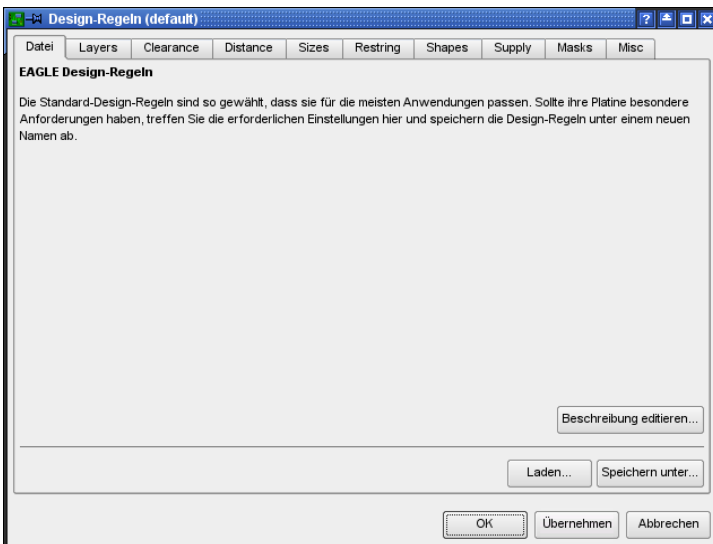 Design-Regeln (default)
Datei Layers Clearance Distance Sizes Restring Shapes Supply Masks Misc
EAGLE Design-Regeln
Die Standard-Design-Regeln sind so gewählt, dass sie für die meisten Anwendungen passen. Sollte ihre Platine besondere
Anforderungen haben, treffen Sie die erforderlichen Einstellungen hier und speichern die Design-Regeln unter einem neuen
Namen ab.
Beschreibung editieren...
Laden... Speichern unter...
OK Übernehmen Abbrechen